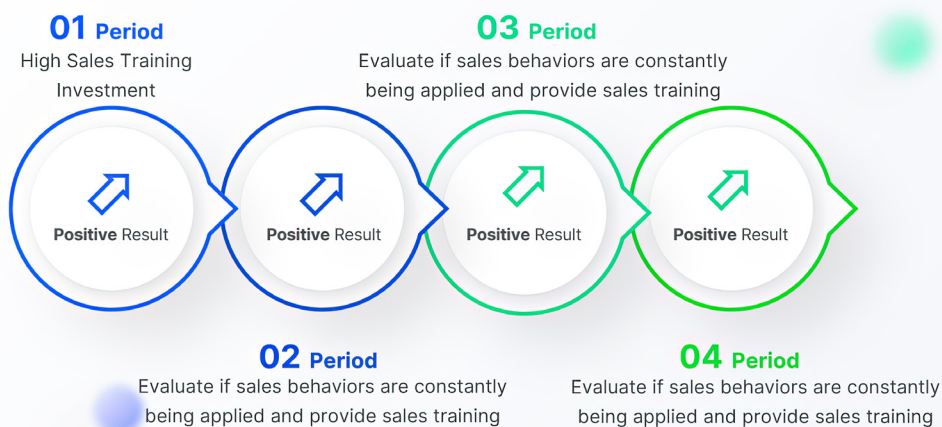 01 Period
High Sales Training
Investment
03 Period
Evaluate if sales behaviors are constantly
being applied and provide sales training
Positive Result
Positive Result
Positive Result
Positive Result
02 Period
Evaluate if sales behaviors are constantly
being applied and provide sales training
04 Period
Evaluate if sales behaviors are constantly
being applied and provide sales training